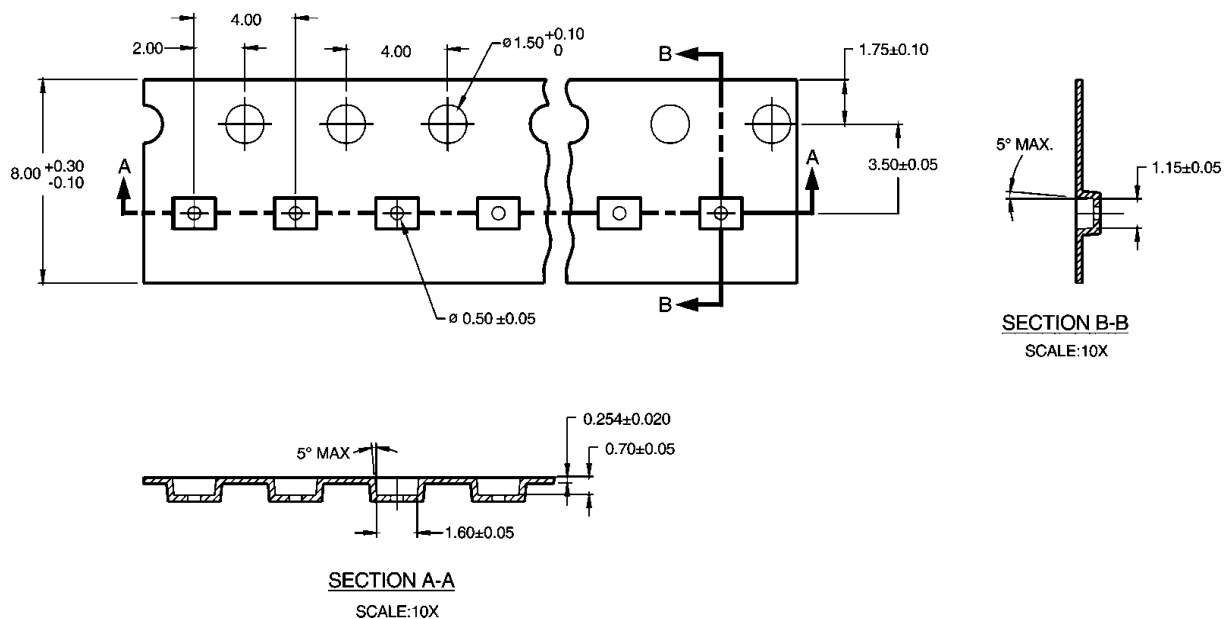 4.00
2.00
4.00
ø1.50 +0.10
0
B
1.75±0.10
8.00 +0.30
-0.10
A
A
3.50±0.05
5° MAX.
1.15±0.05
B
ø 0.50 ±0.05
SECTION B-B
SCALE:10X
0.254±0.020
5° MAX
0.70±0.05
1.60±0.05
SECTION A-A
SCALE:10X